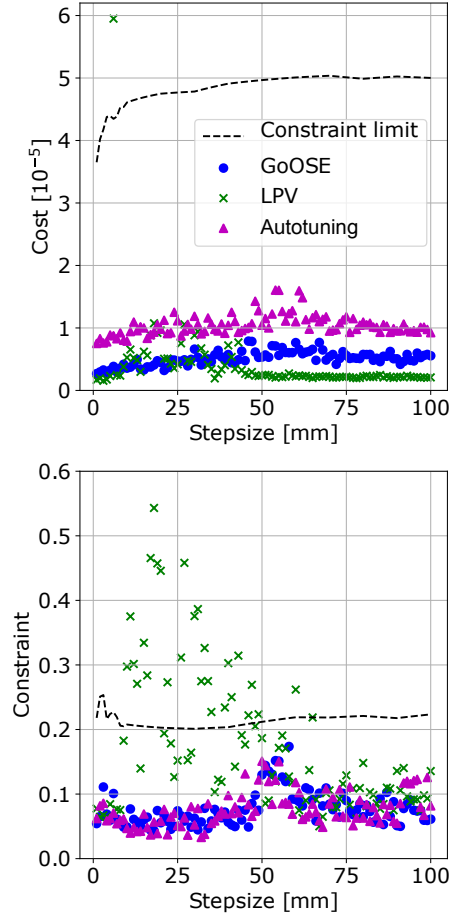 6
5
4
3
2
1
0
Cost [10⁻⁵]
Constraint limit
GoOSE
LPV
Autotuning
0 25 50 75 100
Stepsize [mm]
0.6
0.5
0.4
0.3
0.2
0.1
0.0
Constraint
0 25 50 75 100
Stepsize [mm]